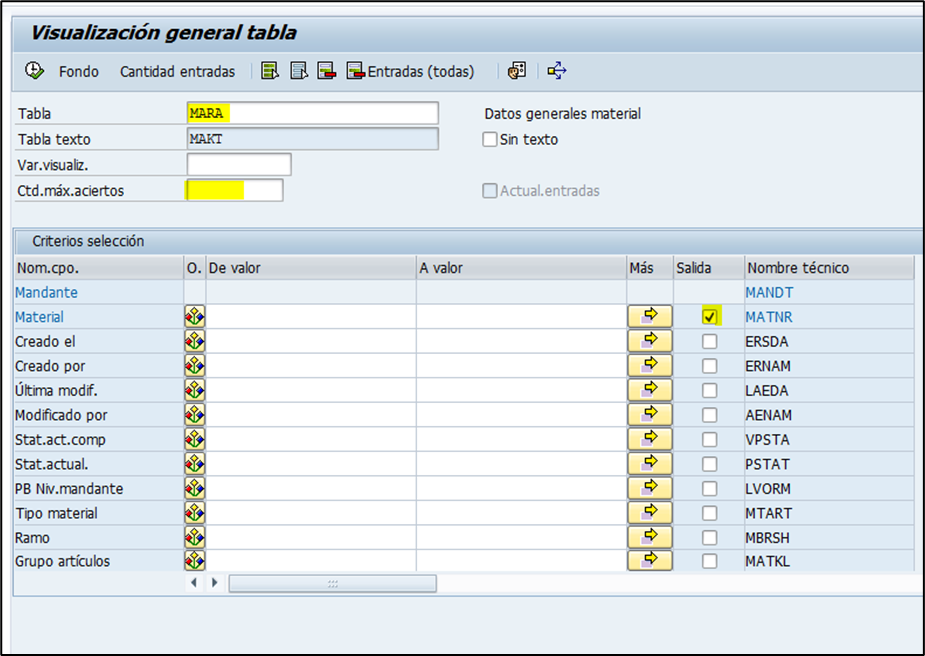 Visualización general tabla
Fondo Cantidad entradas Entradas (todas)
Tabla MARA Datos generales material
Tabla texto MAKT Sin texto
Var.visualiz.
Ctd.máx.aciertos Actual.entradas
Criterios selección
Nom.cpo. O. De valor A valor Más Salida Nombre técnico
Mandante MANDT
Material MATNR
Creado el ERSDA
Creado por ERNAM
Última modif. LAEDA
Modificado por AENAM
Stat.act.comp VPSTA
Stat.actual. PSTAT
PB Niv.mandante LVORM
Tipo material MTART
Ramo MBRSH
Grupo artículos MATKL